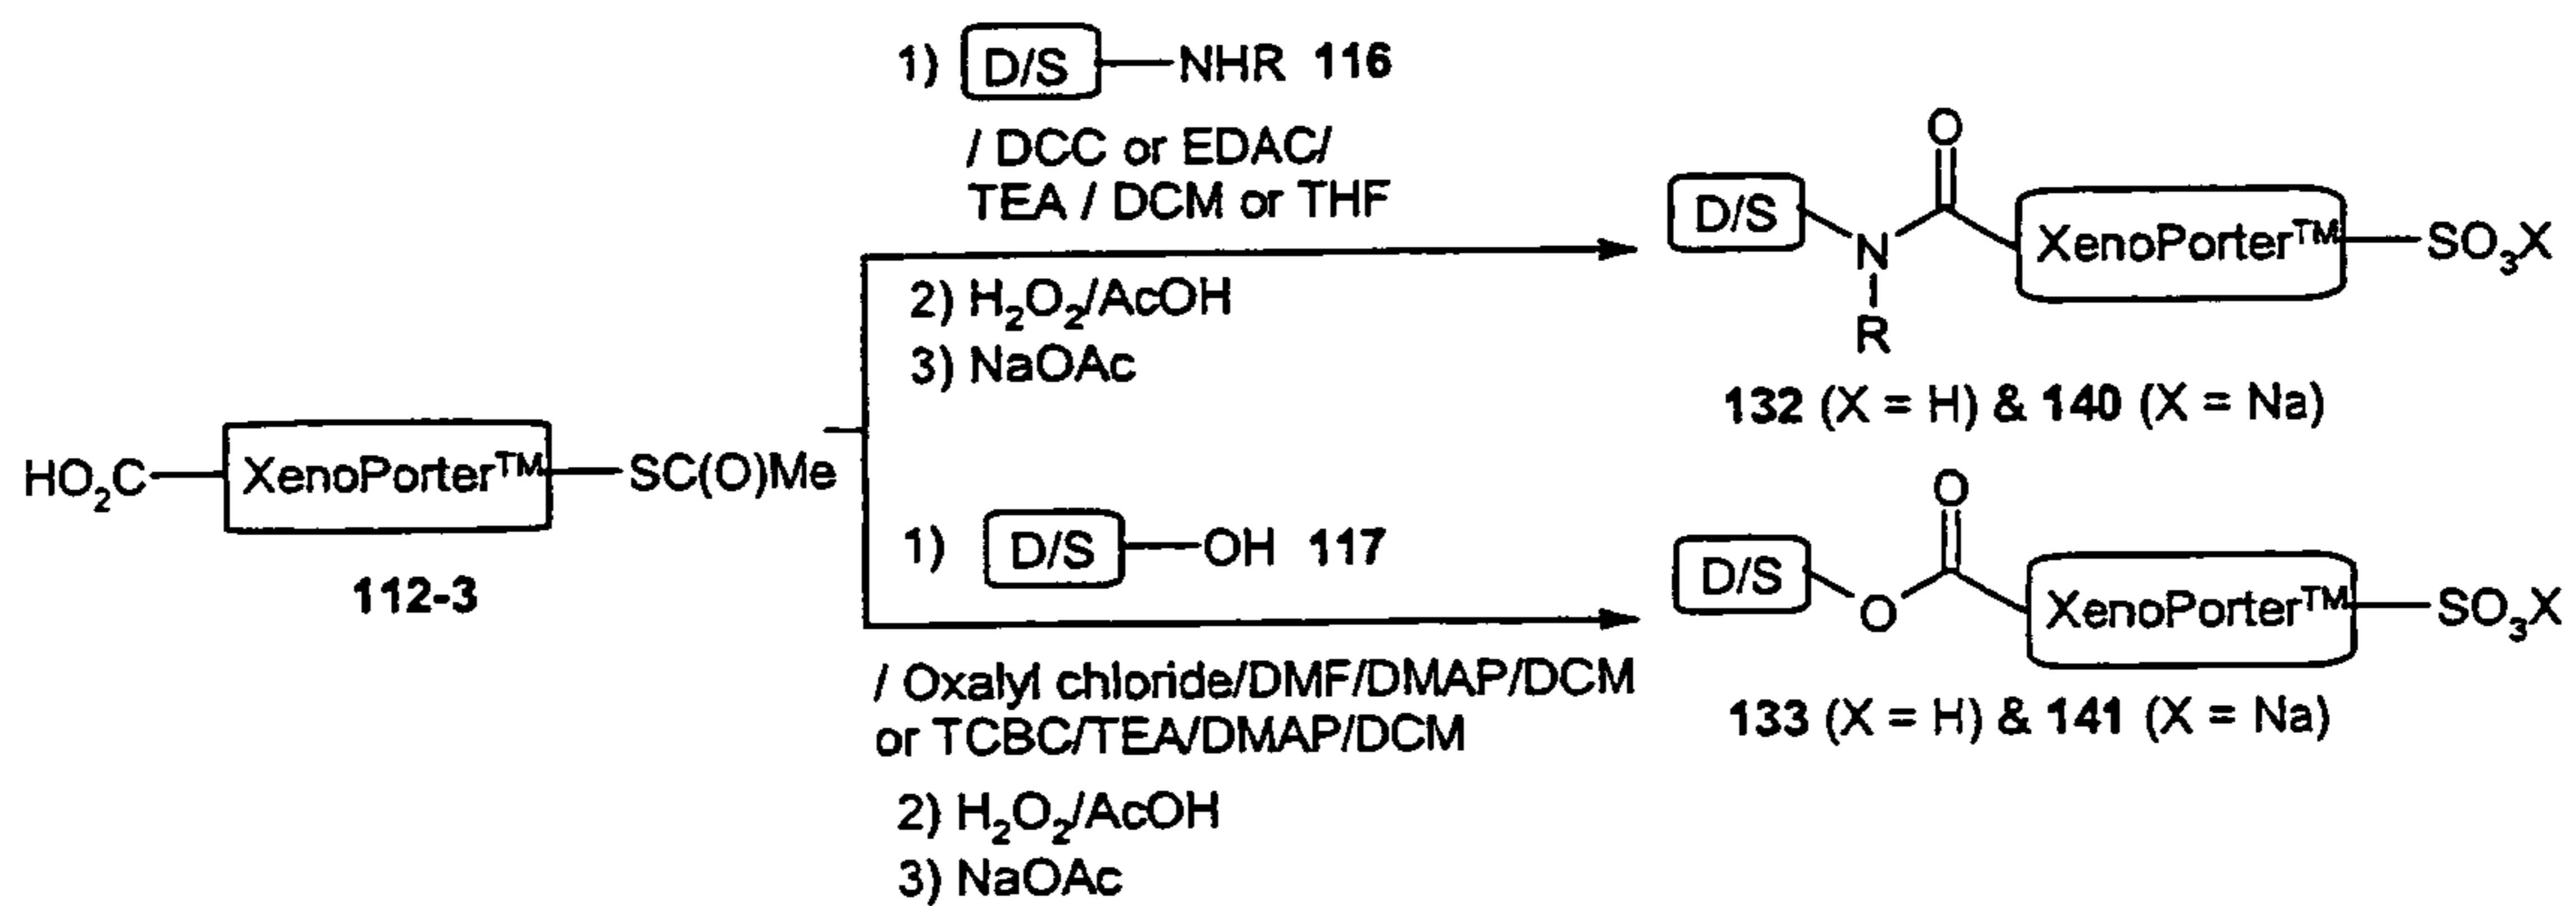 1) D/S NHR 116
/ DCC or EDAC/
TEA / DCM or THF
2) H₂O₂/AcOH
3) NaOAc
O
D/S N XenoPorter™ SO₃X
R
132 (X = H) & 140 (X = Na)
HO₂C XenoPorter™ SC(O)Me
112-3
1) D/S OH 117
/ Oxalyl chloride/DMF/DMAP/DCM
or TCBC/TEA/DMAP/DCM
2) H₂O₂/AcOH
3) NaOAc
O
D/S O XenoPorter™ SO₃X
133 (X = H) & 141 (X = Na)